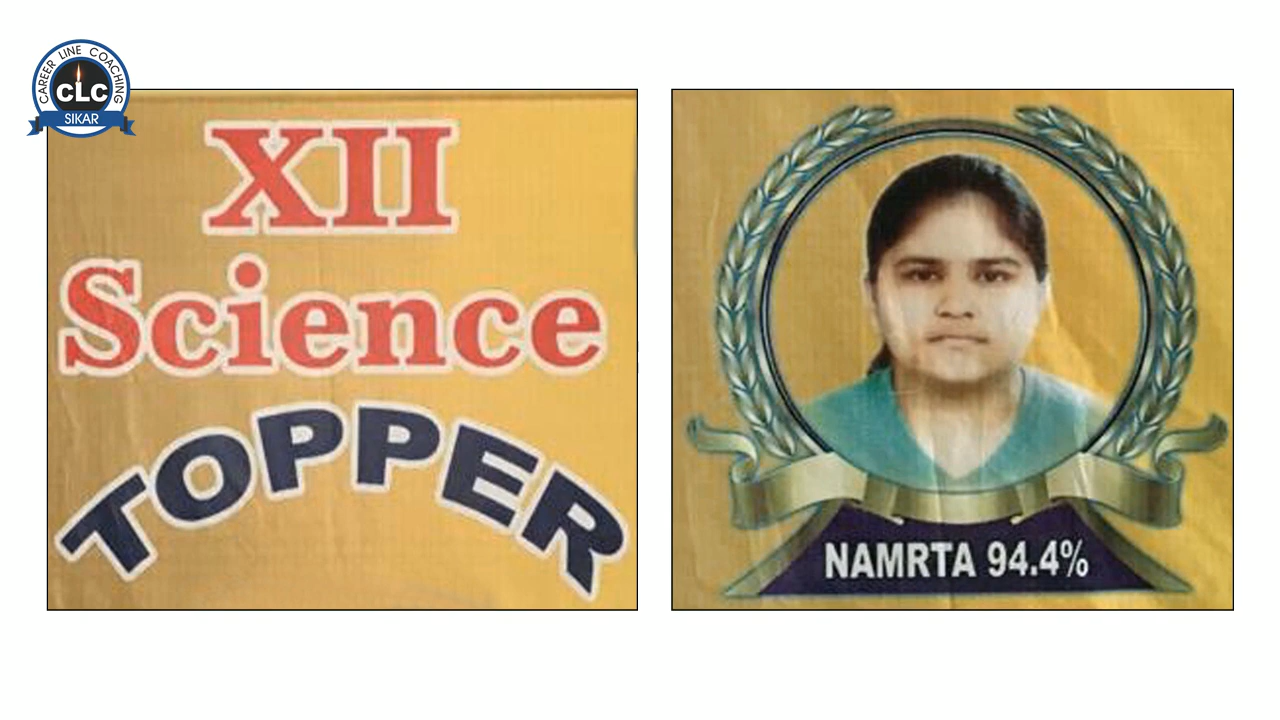 CAREER LINE COACHING
CLC
SIKAR
XII
Science
TOPPER
NAMRTA 94.4%